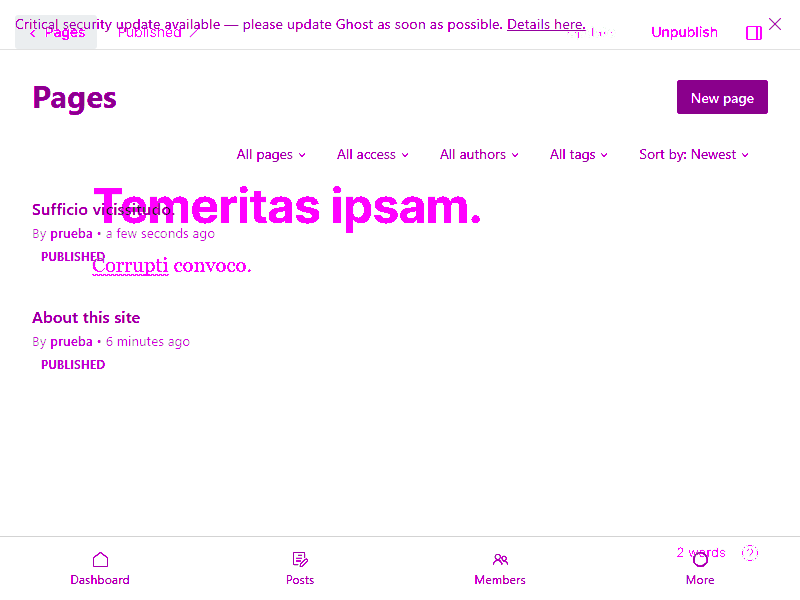 Critical security update available — please update Ghost as soon as possible. Details here.
Pages
Published
Unpublish
Pages
New page
All pages
All access
All authors
All tags
Sort by: Newest
Temeritas ipsam.
Sufficio vicissitudo.
By prueba • a few seconds ago
PUBLISHED
Corrupti convoco.
About this site
By prueba • 6 minutes ago
PUBLISHED
2 words
Dashboard
Posts
Members
More